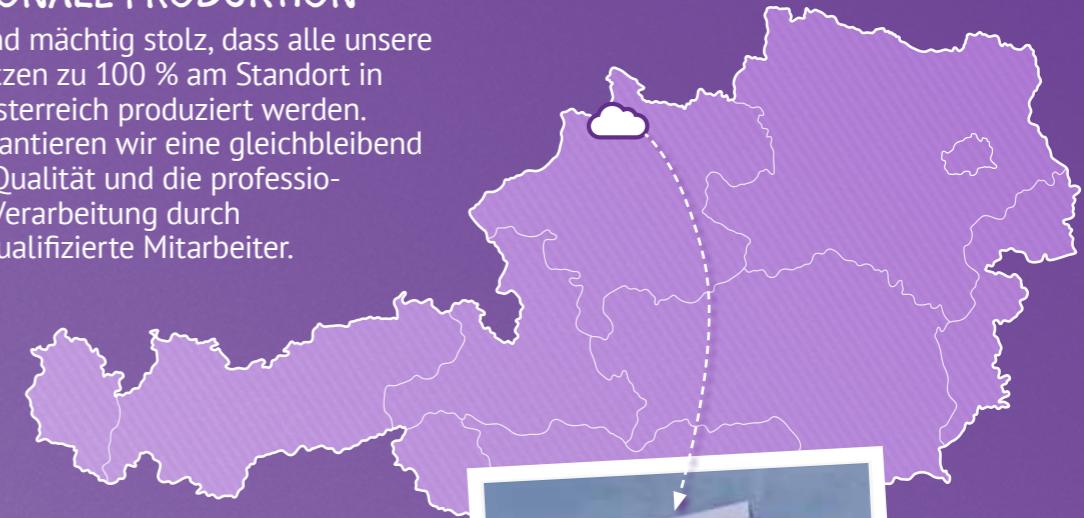 ONALE PRODUKTION
nd mächtig stolz, dass alle unsere
tzen zu 100 % am Standort in
sterreich produziert werden.
antieren wir eine gleichbleibend
Qualität und die professio-
Verarbeitung durch
ualifizierte Mitarbeiter.